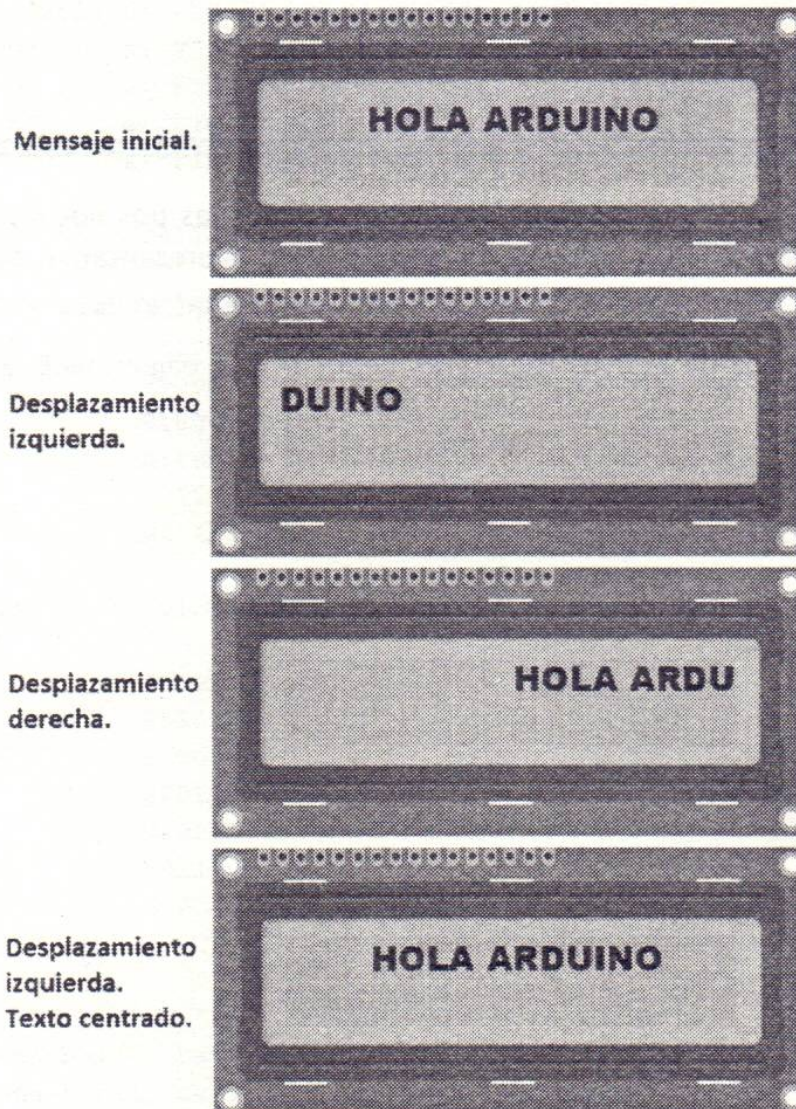 Mensaje inicial.
HOLA ARDUINO
Desplazamiento
izquierda.
DUINO
Desplazamiento
derecha.
HOLA ARDU
Desplazamiento
izquierda.
Texto centrado.
HOLA ARDUINO